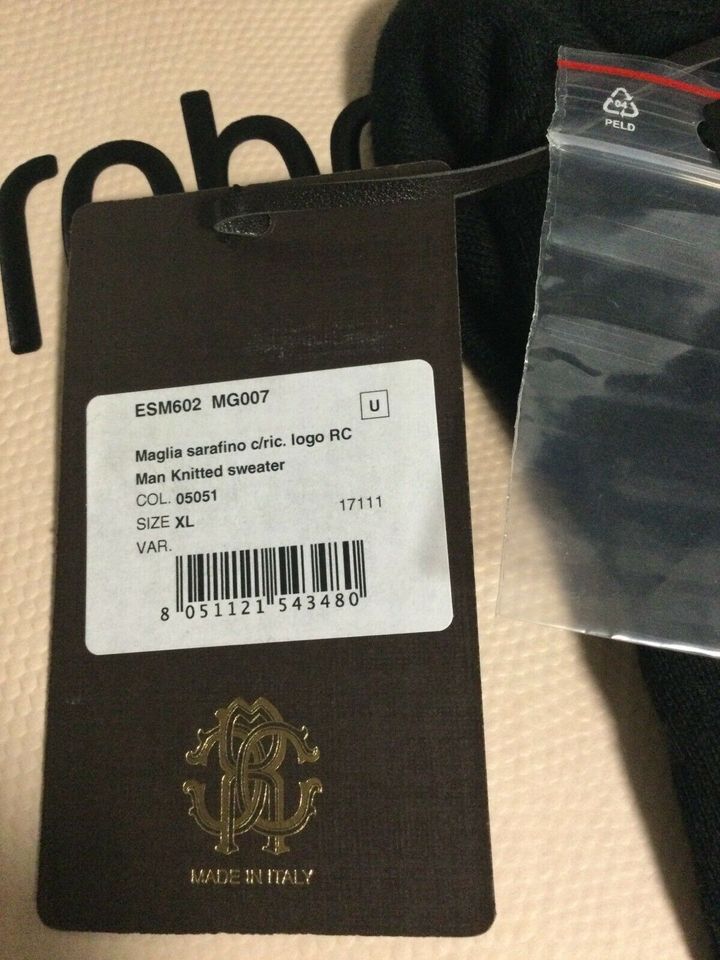 04
PELD
ESM602 MG007
U
Maglia sarafino c/ric. logo RC
Man Knitted sweater
COL. 05051
SIZE XL
17111
VAR.
8 051121 543480
MADE IN ITALY